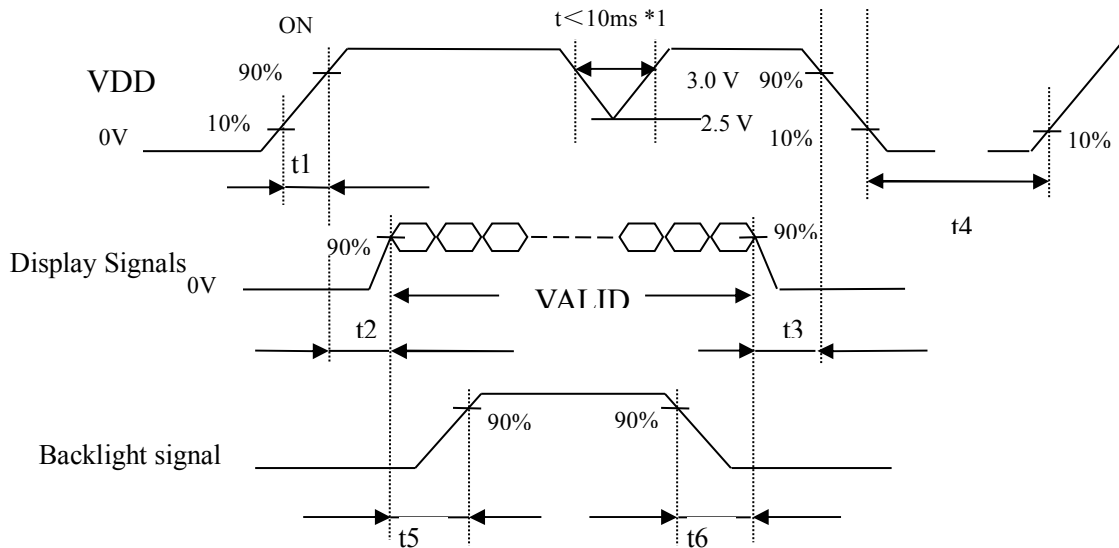 ON
t＜10ms *1
VDD
90%
3.0 V
90%
10%
0V
2.5 V
10%
10%
t1
t4
90%
90%
Display Signals
0V
VALID
t2
t3
90%
90%
Backlight signal
t5
t6